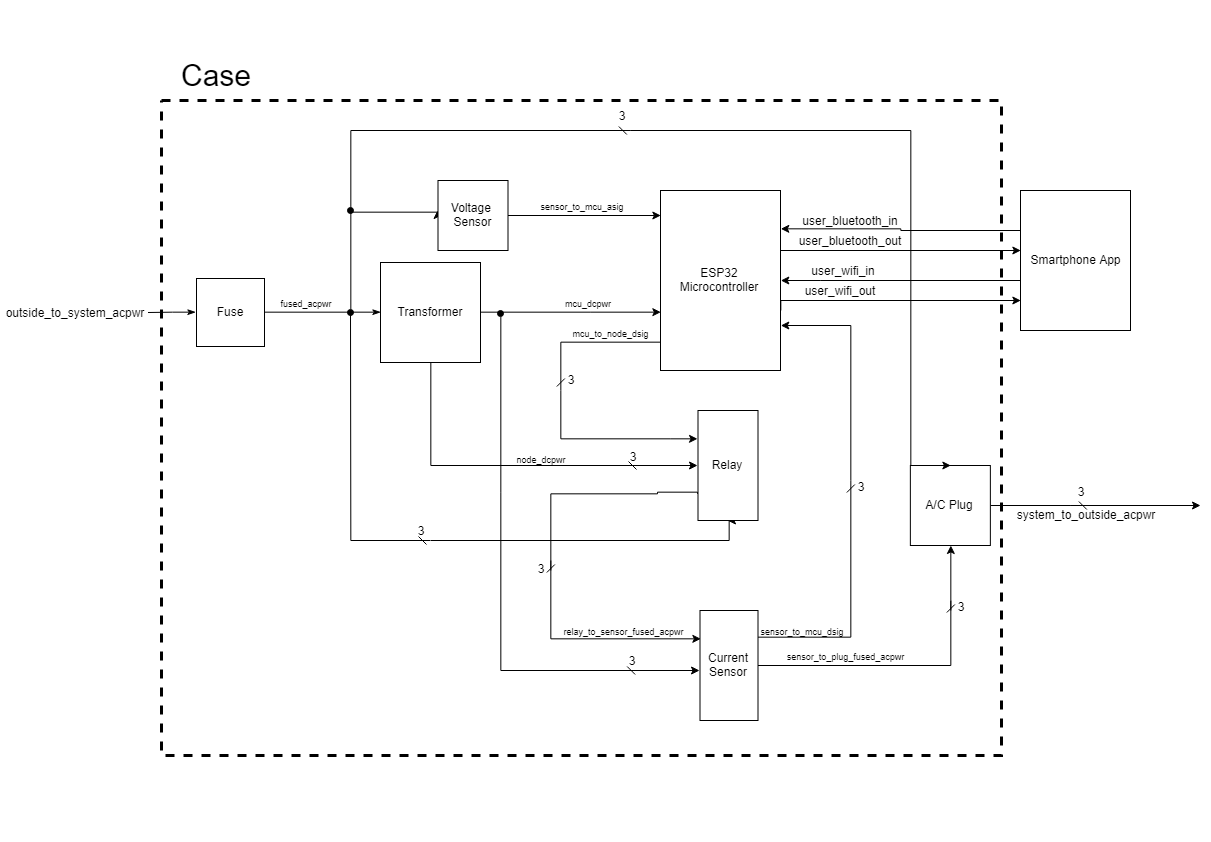 Case
3
Voltage
Sensor
sensor_to_mcu_asig
user_bluetooth_in
user_bluetooth_out
ESP32
Microcontroller
Smartphone App
user_wifi_in
user_wifi_out
outside_to_system_acpwr
Fuse
fused_acpwr
Transformer
mcu_dcpwr
mcu_to_node_dsig
3
node_dcpwr
3
Relay
3
A/C Plug
3
system_to_outside_acpwr
3
3
relay_to_sensor_fused_acpwr
sensor_to_mcu_dsig
3
3
Current
Sensor
sensor_to_plug_fused_acpwr